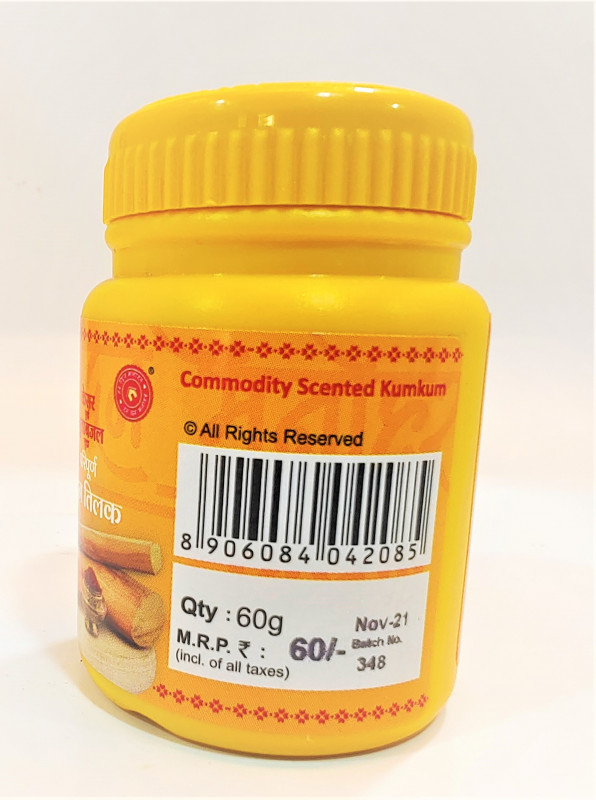 Commodity Scented Kumkum
© All Rights Reserved
8 906084 042085
Qty : 60g
M.R.P. ₹ : 60/-
(incl. of all taxes)
Nov-21
Batch No.
348
तिलक